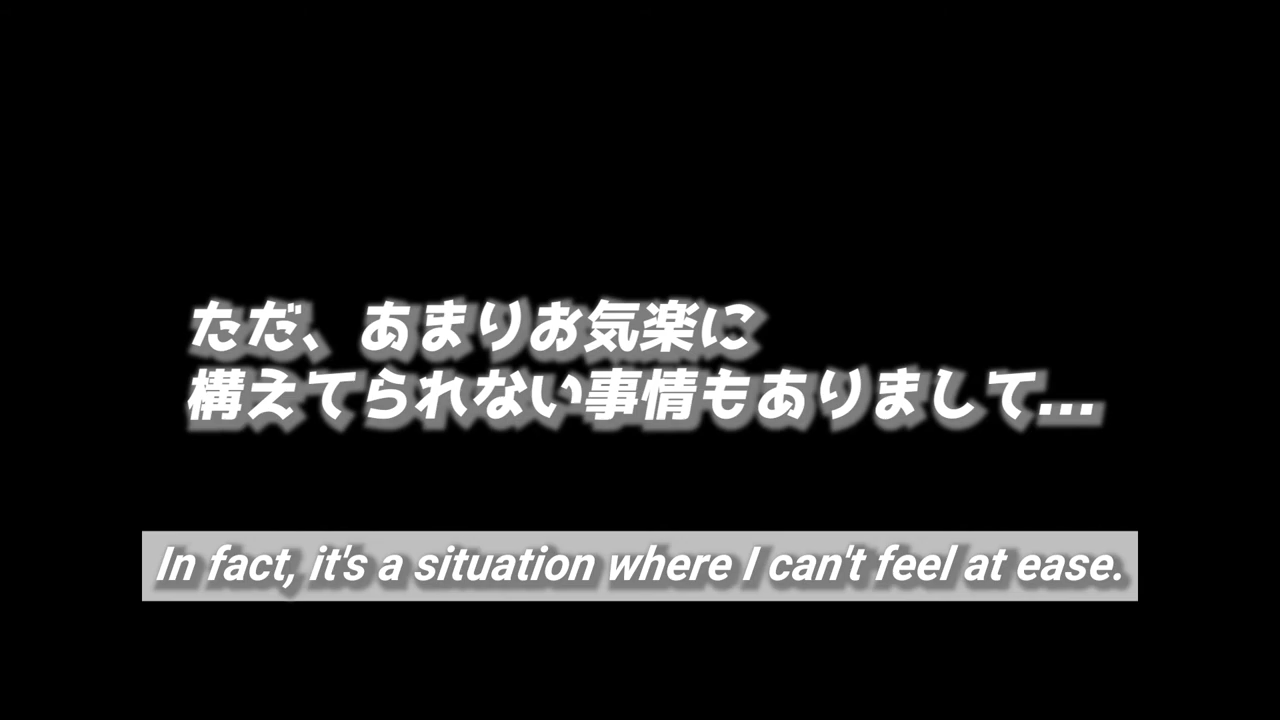 ただ、あまりお気楽に
構えてられない事情もありまして...
In fact, it's a situation where I can't feel at ease.